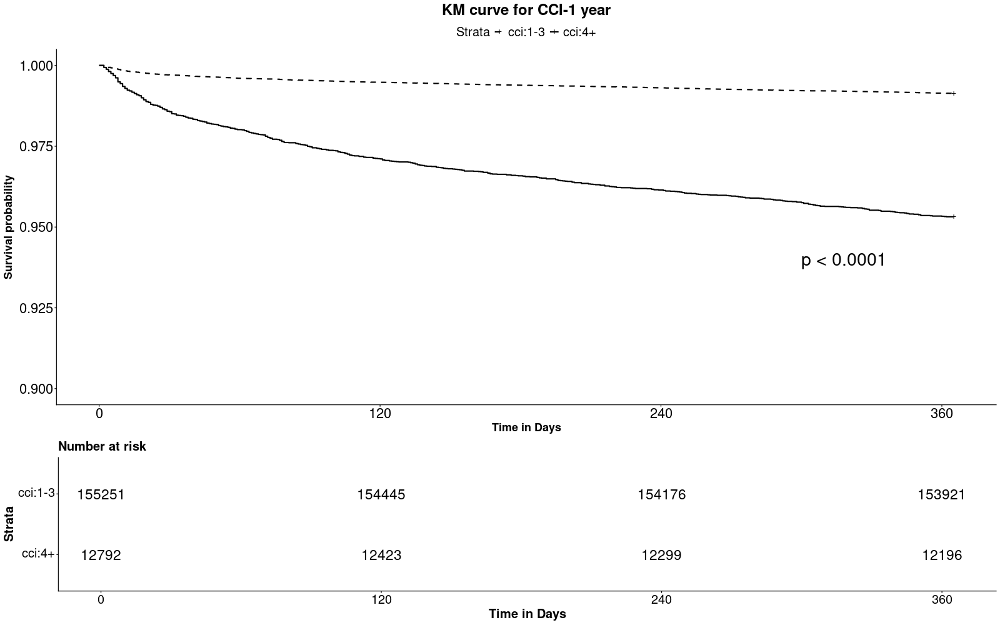 KM curve for CCI-1 year
Strata cci:1-3 cci:4+
1.000
0.975
0.950
0.925
0.900
Survival probability
p < 0.0001
0 120 240 360
Time in Days
Number at risk
Strata
cci:1-3 155251 154445 154176 153921
cci:4+ 12792 12423 12299 12196
0 120 240 360
Time in Days